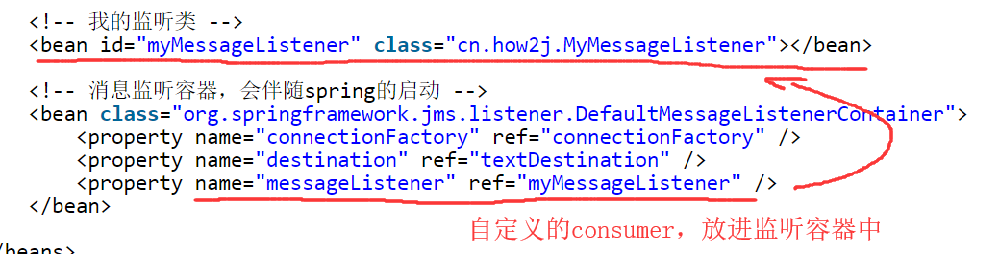 <!-- 我的监听类 -->
<bean id="myMessageListener" class="cn.how2j.MyMessageListener"></bean>
<!-- 消息监听容器，会伴随spring的启动 -->
<bean class="org.springframework.jms.listener.DefaultMessageListenerContainer">
<property name="connectionFactory" ref="connectionFactory" />
<property name="destination" ref="textDestination" />
<property name="messageListener" ref="myMessageListener" />
</bean>
自定义的consumer，放进监听容器中
/beans>